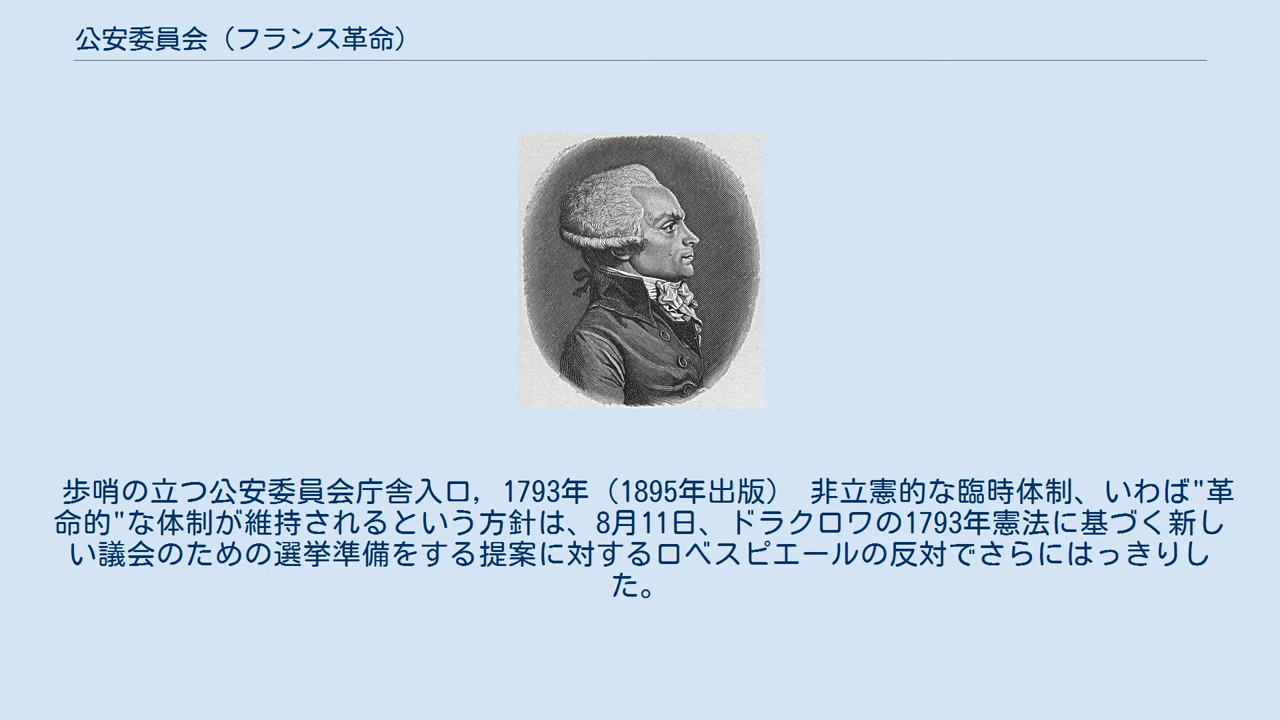 公安委員会（フランス革命）
歩哨の立つ公安委員会庁舎入口，1793年（1895年出版） 非立憲的な臨時体制、いわば"革
命的"な体制が維持されるという方針は、8月11日、ドラクロワの1793年憲法に基づく新し
い議会のための選挙準備をする提案に対するロベスピエールの反対でさらにはっきりし
た。